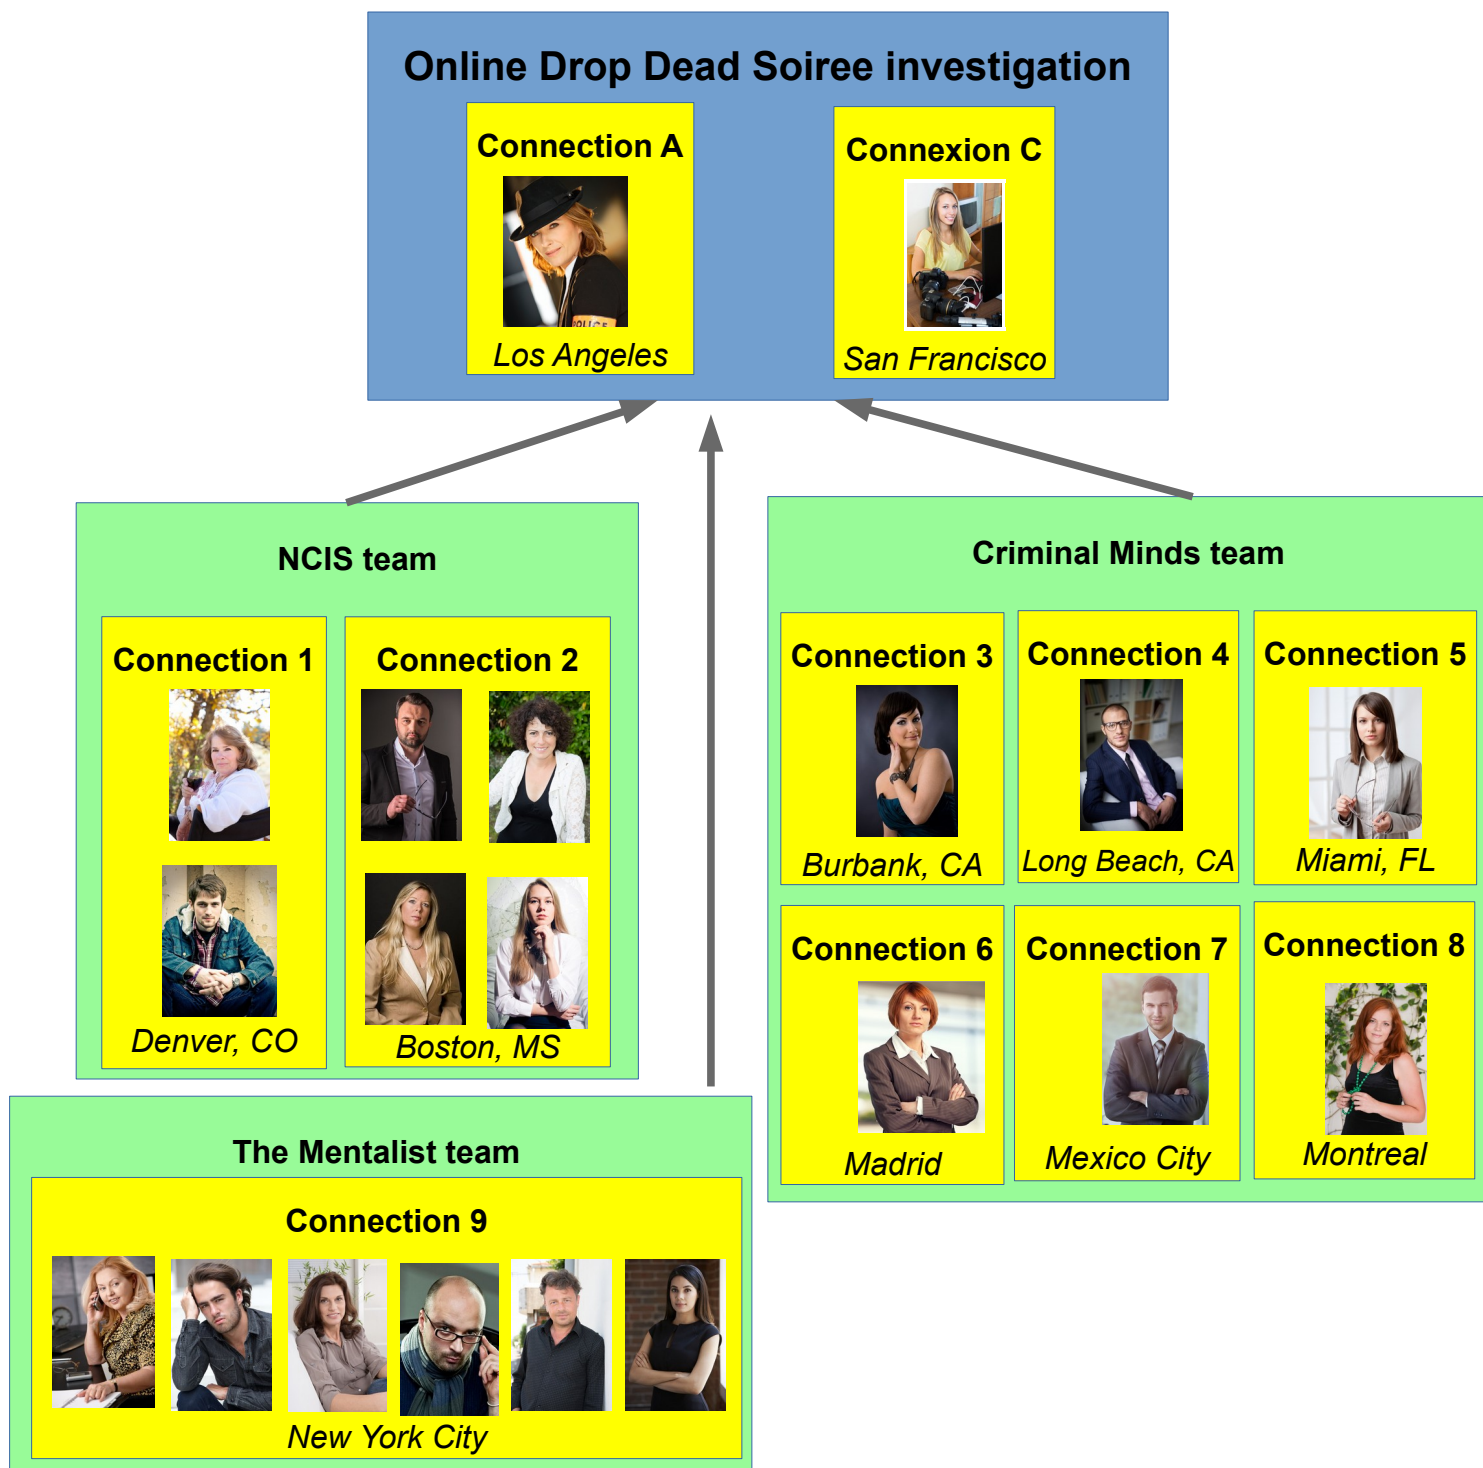 Online Drop Dead Soiree investigation
Connection A
Connexion C
POLICE
Los Angeles
San Francisco
NCIS team
Criminal Minds team
Connection 1
Connection 2
Connection 3
Connection 4
Connection 5
Burbank, CA
Long Beach, CA
Miami, FL
Connection 6
Connection 7
Connection 8
Denver, CO
Boston, MS
Madrid
Mexico City
Montreal
The Mentalist team
Connection 9
New York City